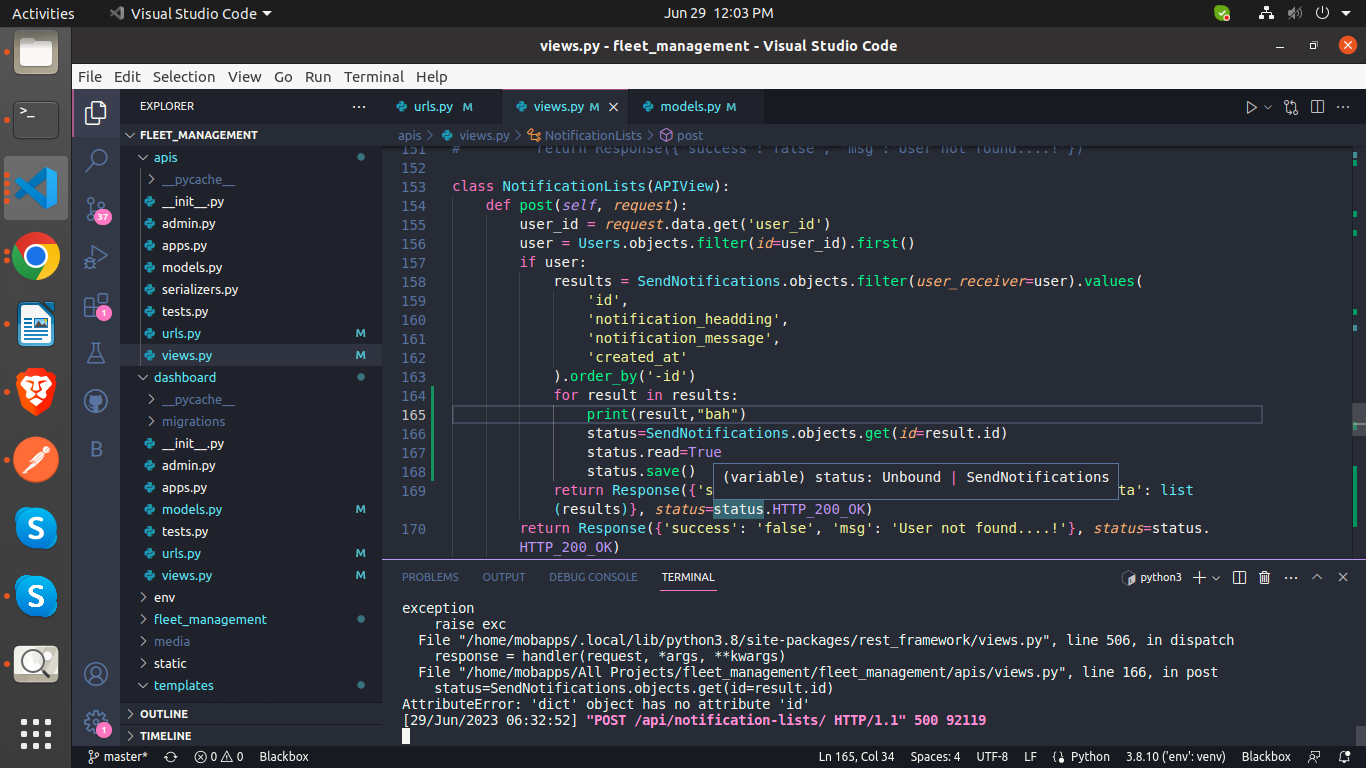 Activities
Visual Studio Code
Jun 29 12:03 PM
views.py - fleet_management - Visual Studio Code
File Edit Selection View Go Run Terminal Help
EXPLORER
FLEET_MANAGEMENT
apis
__pycache__
__init__.py
admin.py
apps.py
models.py
serializers.py
tests.py
urls.py M
views.py M
dashboard
__pycache__
migrations
__init__.py
admin.py
apps.py
models.py M
tests.py
urls.py M
views.py M
env
fleet_management
media
static
templates
OUTLINE
TIMELINE
37
1
1
urls.py M
views.py M
models.py M
apis > views.py > NotificationLists > post
151 # return Response({'success': 'false', 'msg': 'User not found....!'})
152
153 class NotificationLists(APIView):
154 def post(self, request):
155 user_id = request.data.get('user_id')
156 user = Users.objects.filter(id=user_id).first()
157 if user:
158 results = SendNotifications.objects.filter(user_receiver=user).values(
159 'id',
160 'notification_headding',
161 'notification_message',
162 'created_at'
163 ).order_by('-id')
164 for result in results:
165 print(result,"bah")
166 status=SendNotifications.objects.get(id=result.id)
167 status.read=True
168 status.save()
(variable) status: Unbound | SendNotifications
169 return Response({'s ta': list
(results)}, status=status.HTTP_200_OK)
170 return Response({'success': 'false', 'msg': 'User not found....!'}, status=status.
HTTP_200_OK)
PROBLEMS OUTPUT DEBUG CONSOLE TERMINAL
python3
exception
raise exc
File "/home/mobapps/.local/lib/python3.8/site-packages/rest_framework/views.py", line 506, in dispatch
response = handler(request, *args, **kwargs)
File "/home/mobapps/All Projects/fleet_management/fleet_management/apis/views.py", line 166, in post
status=SendNotifications.objects.get(id=result.id)
AttributeError: 'dict' object has no attribute 'id'
[29/Jun/2023 06:32:52] "POST /api/notification-lists/ HTTP/1.1" 500 92119
master* 0 0 Blackbox
Ln 165, Col 34 Spaces: 4 UTF-8 LF Python 3.8.10 ('env': venv) Blackbox